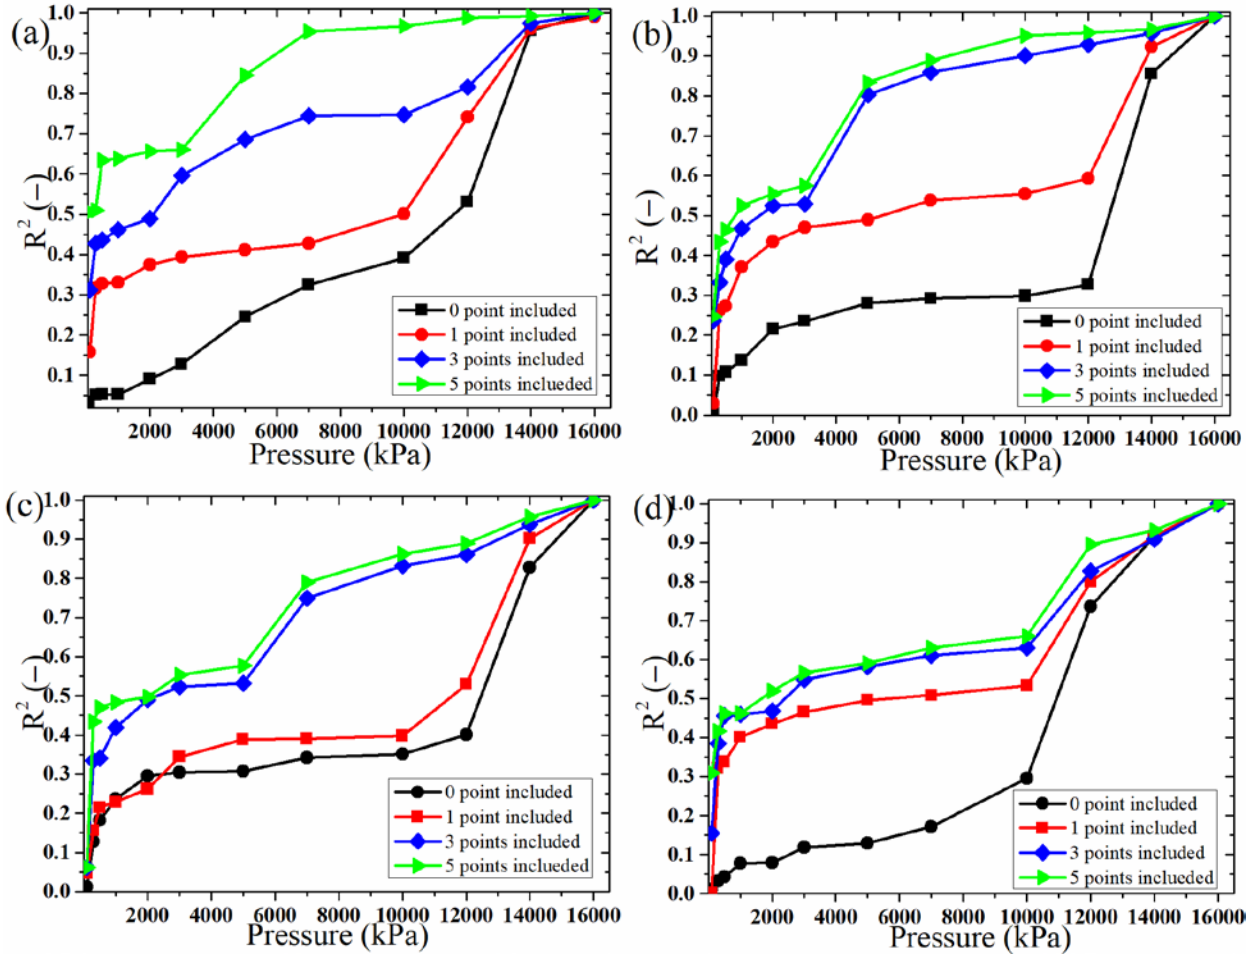 (a)
1.0
0.9
0.8
0.7
0.6
0.5
0.4
0.3
0.2
0.1
R² (–)
0 point included
1 point included
3 points included
5 points inclueded
2000 4000 6000 8000 10000 12000 14000 16000
Pressure (kPa)
(b)
1.0
0.9
0.8
0.7
0.6
0.5
0.4
0.3
0.2
0.1
0.0
R² (–)
0 point included
1 point included
3 points included
5 points inclueded
2000 4000 6000 8000 10000 12000 14000 16000
Pressure (kPa)
(c)
1.0
0.9
0.8
0.7
0.6
0.5
0.4
0.3
0.2
0.1
0.0
R² (–)
0 point included
1 point included
3 points included
5 points inclueded
2000 4000 6000 8000 10000 12000 14000 16000
Pressure (kPa)
(d)
1.0
0.9
0.8
0.7
0.6
0.5
0.4
0.3
0.2
0.1
0.0
R² (–)
0 point included
1 point included
3 points included
5 points inclueded
2000 4000 6000 8000 10000 12000 14000 16000
Pressure (kPa)